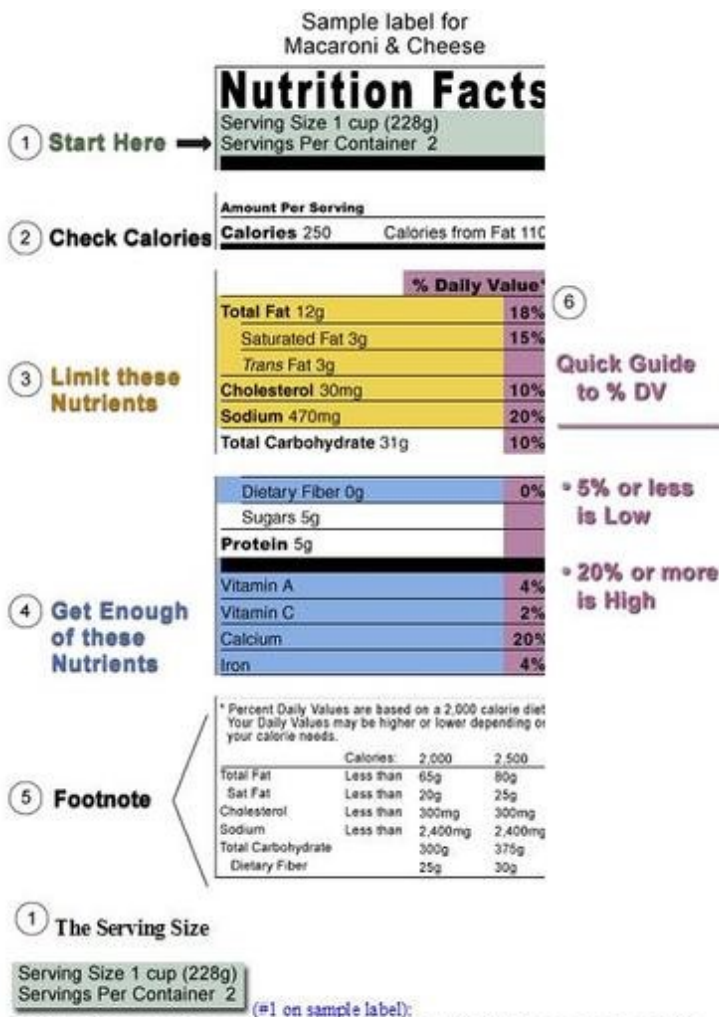 Sample label for
Macaroni & Cheese
Nutrition Facts
1 Start Here
Serving Size 1 cup (228g)
Servings Per Container 2
Amount Per Serving
2 Check Calories
Calories 250 Calories from Fat 110
% Daily Value*
6
Total Fat 12g 18%
Saturated Fat 3g 15%
Trans Fat 3g
3 Limit these
Nutrients
Cholesterol 30mg 10%
Sodium 470mg 20%
Total Carbohydrate 31g 10%
Quick Guide
to % DV
Dietary Fiber 0g 0%
Sugars 5g
Protein 5g
• 5% or less
is Low
• 20% or more
is High
4 Get Enough
of these
Nutrients
Vitamin A 4%
Vitamin C 2%
Calcium 20%
Iron 4%
5 Footnote
* Percent Daily Values are based on a 2,000 calorie diet
Your Daily Values may be higher or lower depending on
your calorie needs.
Calories: 2,000 2,500
Total Fat Less than 65g 80g
Sat Fat Less than 20g 25g
Cholesterol Less than 300mg 300mg
Sodium Less than 2,400mg 2,400mg
Total Carbohydrate 300g 375g
Dietary Fiber 25g 30g
1 The Serving Size
Serving Size 1 cup (228g)
Servings Per Container 2
(#1 on sample label):